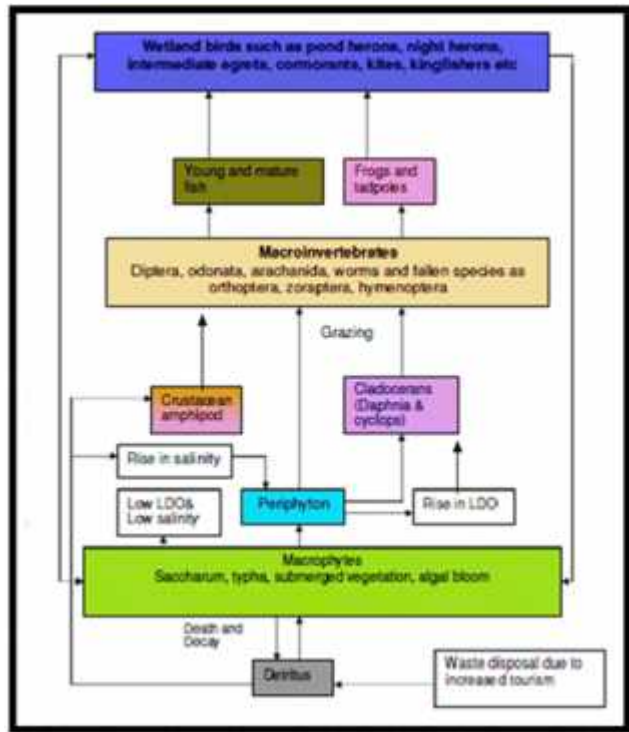 Wetland birds such as pond herons, night herons,
intermediate egrets, cormorants, kites, kingfishers etc
Young and mature
fish
Frogs and
tadpoles
Macroinvertebrates
Diptera, odonata, arachanida, worms and fallen species as
orthoptera, zoraptera, hymenoptera
Grazing
Crustacean
amphipod
Cladocerans
(Daphnia &
cyclops)
Rise in salinity
Low LDO&
Low salinity
Periphyton
Rise in LDO
Macrophytes
Saccharum, typha, submerged vegetation, algal bloom
Death and
Decay
Detritus
Waste disposal due to
increased tourism